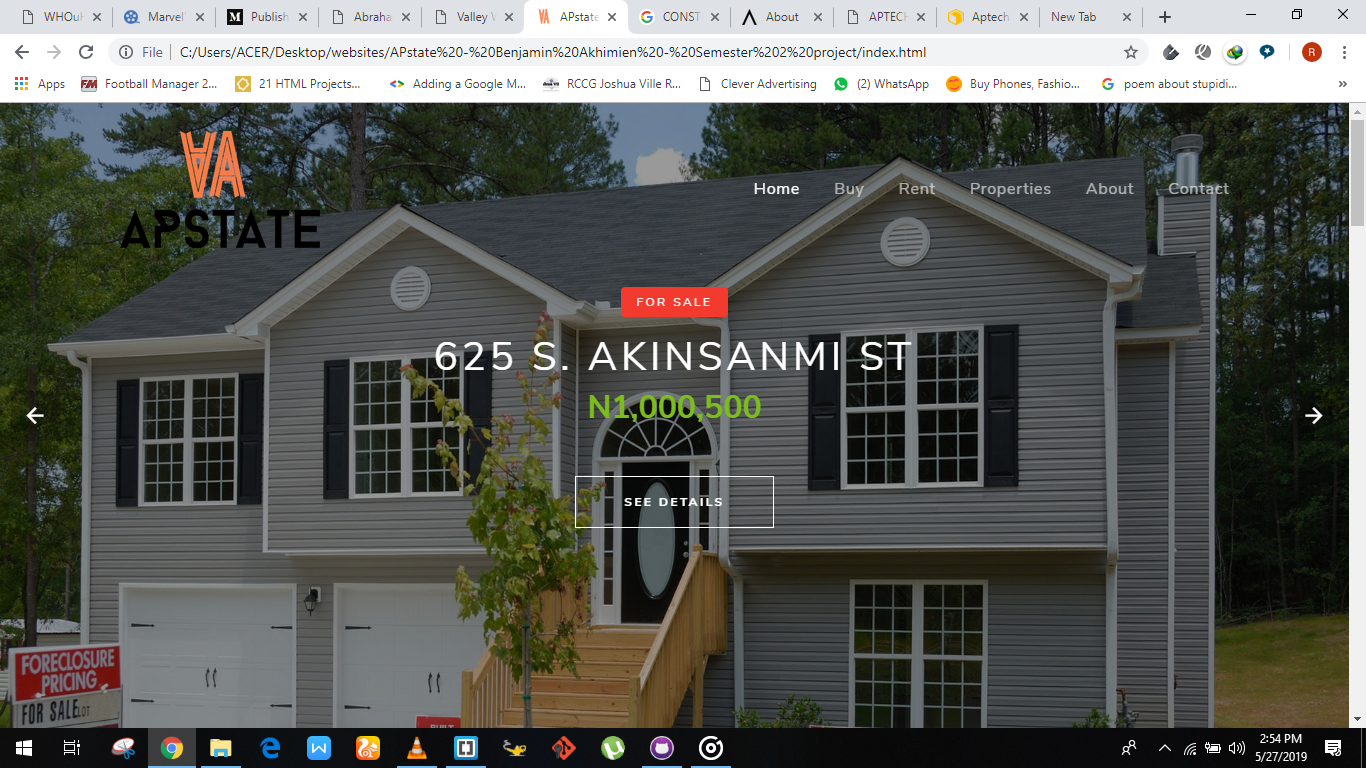 WHOu
Marvel'
Publish
Abraha
Valley V
APstate
CONST
About
APTECH
Aptech
New Tab
File
C:/Users/ACER/Desktop/websites/APstate%20-%20Benjamin%20Akhimien%20-%20Semester%202%20project/index.html
R
Apps
Football Manager 2...
21 HTML Projects...
Adding a Google M...
RCCG Joshua Ville R...
Clever Advertising
(2) WhatsApp
Buy Phones, Fashio...
poem about stupidi...
»
APSTATE
Home
Buy
Rent
Properties
About
Contact
FOR SALE
625 S. AKINSANMI ST
N1,000,500
SEE DETAILS
FORECLOSURE
PRICING
FOR SALE LOT
BUILT
2:54 PM
5/27/2019